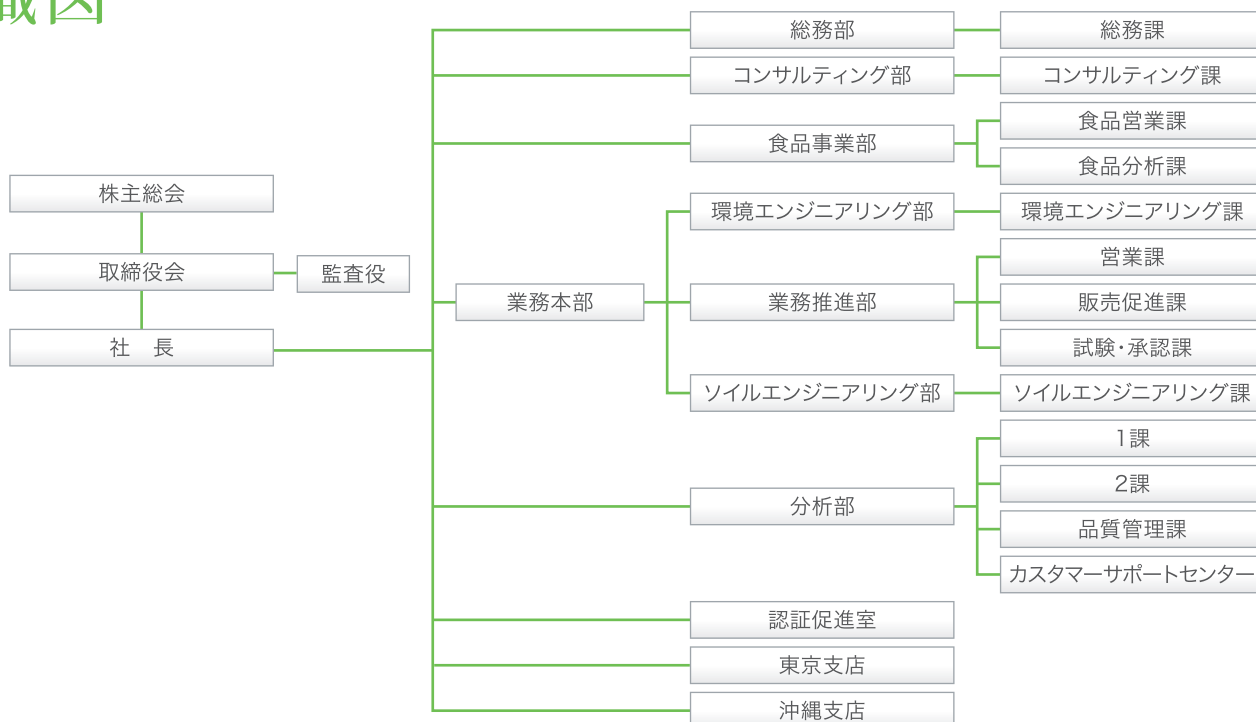 総務部
総務課
コンサルティング部
コンサルティング課
食品事業部
食品営業課
食品分析課
株主総会
取締役会
監査役
社　長
業務本部
環境エンジニアリング部
環境エンジニアリング課
業務推進部
営業課
販売促進課
試験・承認課
ソイルエンジニアリング部
ソイルエンジニアリング課
分析部
1課
2課
品質管理課
カスタマーサポートセンター
認証促進室
東京支店
沖縄支店